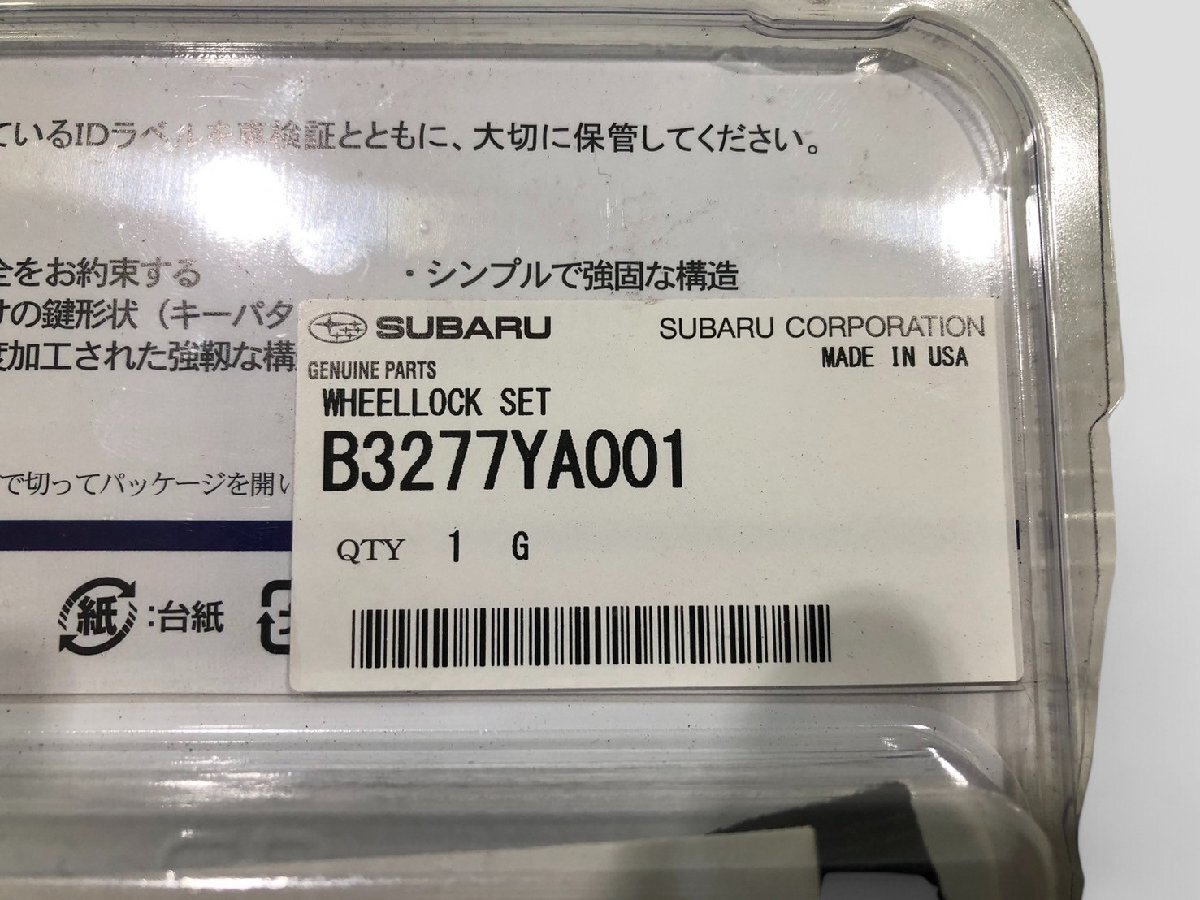 ているIDラベルを車検証とともに、大切に保管してください。
全をお約束する
・シンプルで強固な構造
けの鍵形状（キーパタ
度加工された強靱な構
SUBARU
SUBARU CORPORATION
MADE IN USA
GENUINE PARTS
WHEELLOCK SET
B3277YA001
で切ってパッケージを開い
QTY 1 G
紙:台紙